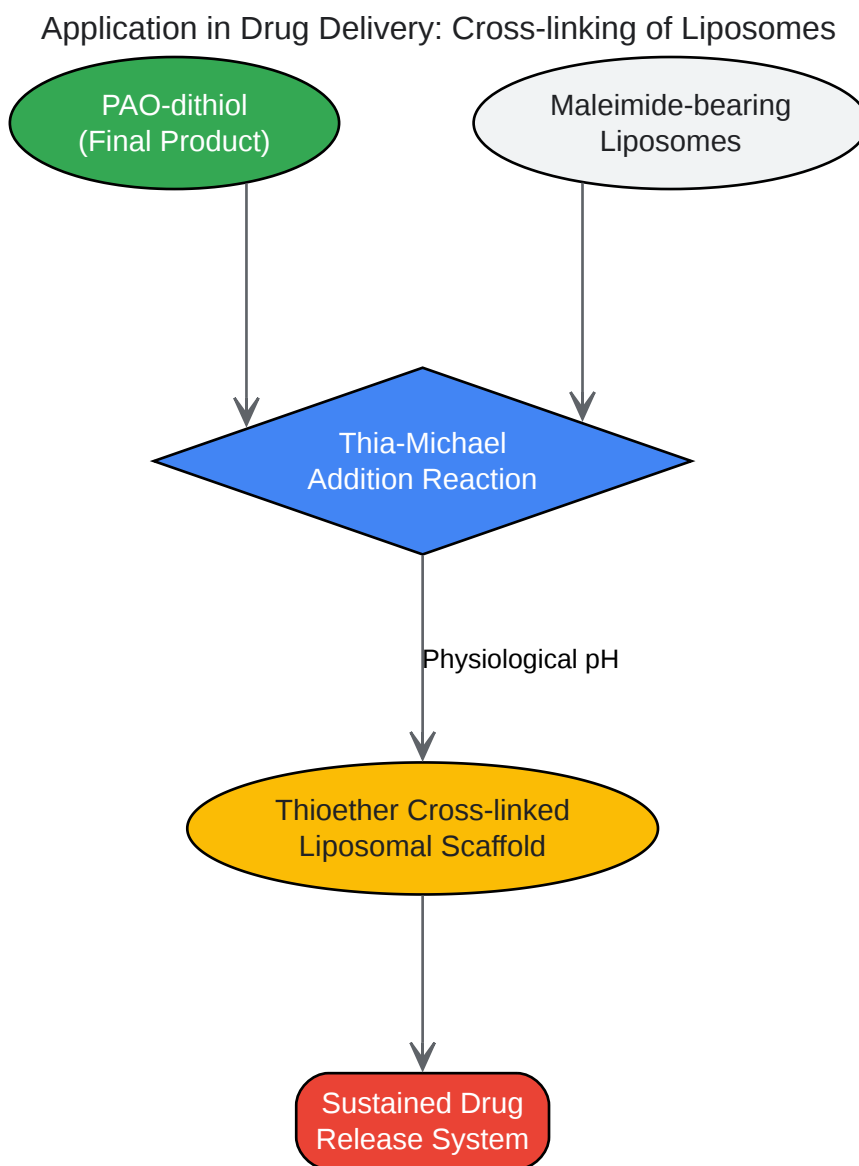 Application in Drug Delivery: Cross-linking of Liposomes
PAO-dithiol
(Final Product)
Maleimide-bearing
Liposomes
Thia-Michael
Addition Reaction
Physiological pH
Thioether Cross-linked
Liposomal Scaffold
Sustained Drug
Release System